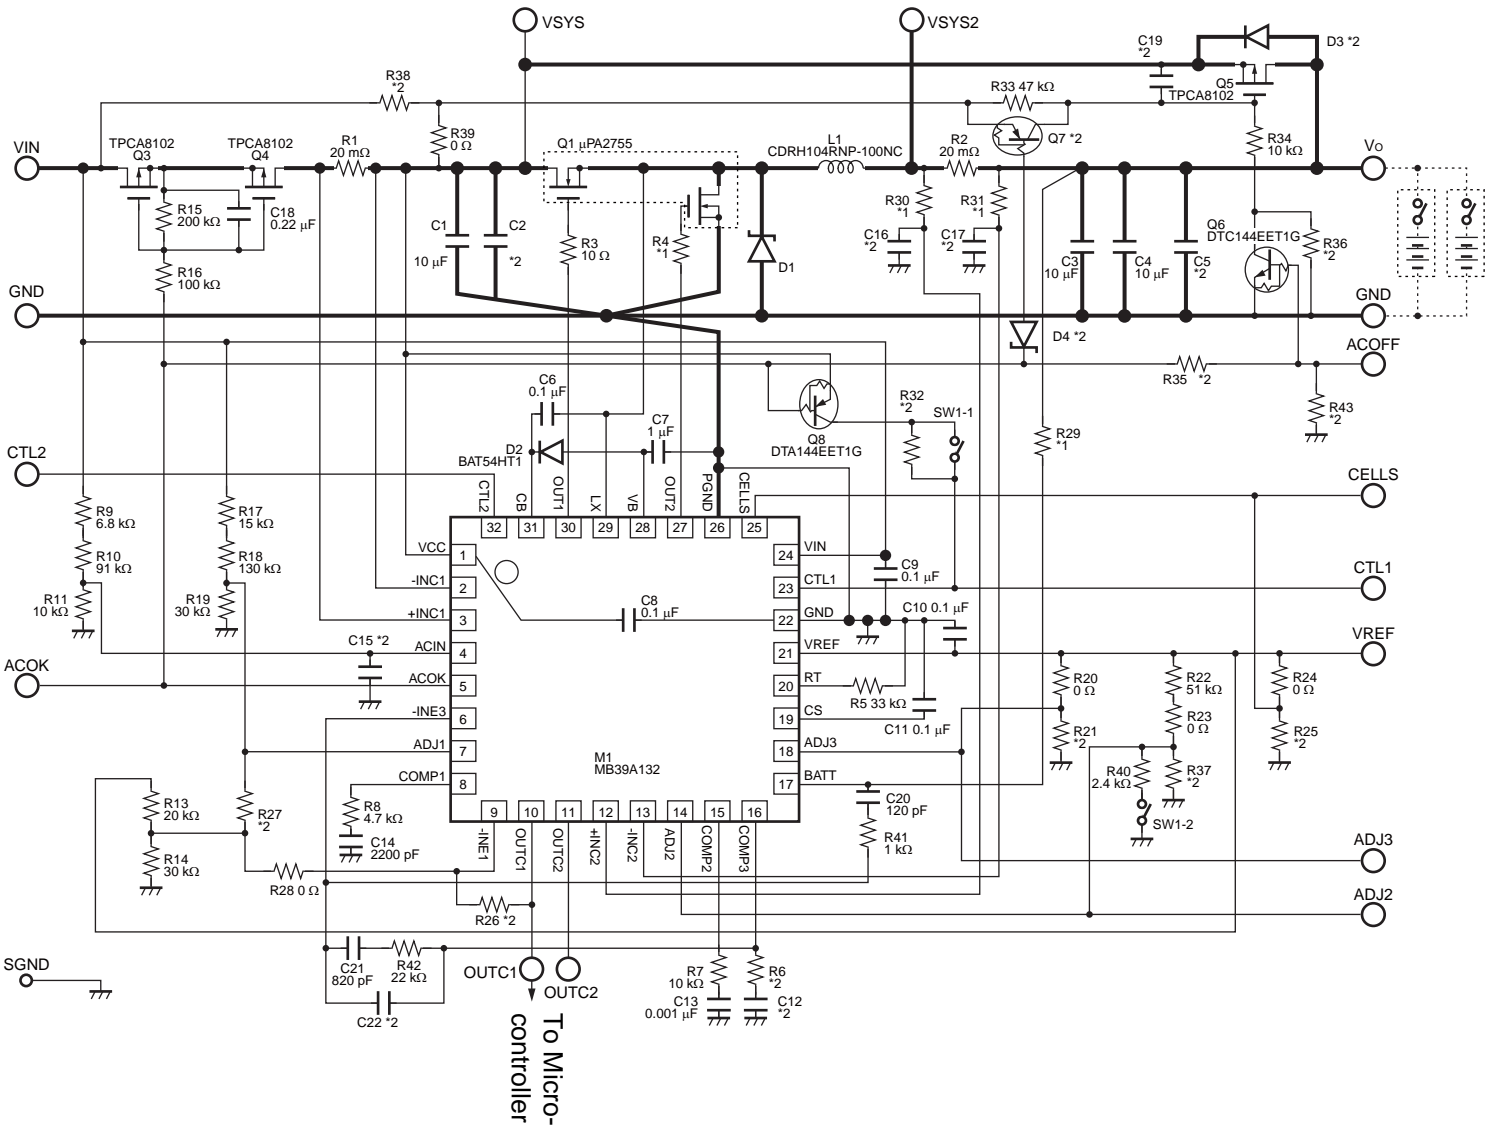 VSYS
VSYS2
C19
*2
D3 *2
R38
*2
R33 47 kΩ
Q5
TPCA8102
VIN
TPCA8102
Q3
TPCA8102
Q4
R1
20 mΩ
R39
0 Ω
Q1 μPA2755
L1
CDRH104RNP-100NC
R2
20 mΩ
Q7 *2
R34
10 kΩ
VO
R15
200 kΩ
C18
0.22 μF
R16
100 kΩ
C1
10 μF
C2
*2
R3
10 Ω
R4
*1
D1
R30
*1
R31
*1
C16
*2
C17
*2
C3
10 μF
C4
10 μF
C5
*2
Q6
DTC144EET1G
R36
*2
GND
GND
D4 *2
ACOFF
R35 *2
R43
*2
C6
0.1 μF
C7
1 μF
D2
BAT54HT1
Q8
DTA144EET1G
R32
*2
SW1-1
R29
*1
CTL2
CELLS
CTL2
CB
OUT1
LX
VB
OUT2
PGND
CELLS
32
31
30
29
28
27
26
25
R9
6.8 kΩ
R10
91 kΩ
R11
10 kΩ
R17
15 kΩ
R18
130 kΩ
R19
30 kΩ
VCC
1
-INC1
2
+INC1
3
ACIN
4
ACOK
5
-INE3
6
ADJ1
7
COMP1
8
C8
0.1 μF
M1
MB39A132
24
VIN
23
CTL1
22
GND
21
VREF
20
RT
19
CS
18
ADJ3
17
BATT
C9
0.1 μF
C10 0.1 μF
CTL1
VREF
C15 *2
ACOK
R5 33 kΩ
C11 0.1 μF
R20
0 Ω
R21
*2
R22
51 kΩ
R23
0 Ω
R24
0 Ω
R25
*2
R40
2.4 kΩ
R37
*2
SW1-2
R13
20 kΩ
R14
30 kΩ
R27
*2
R8
4.7 kΩ
C14
2200 pF
9
10
11
12
13
14
15
16
-INE1
OUTC1
OUTC2
+INC2
-INC2
ADJ2
COMP2
COMP3
C20
120 pF
R41
1 kΩ
ADJ3
R28 0 Ω
R26 *2
ADJ2
SGND
C21
820 pF
R42
22 kΩ
C22 *2
OUTC1
OUTC2
R7
10 kΩ
C13
0.001 μF
R6
*2
C12
*2
To Micro-
controller